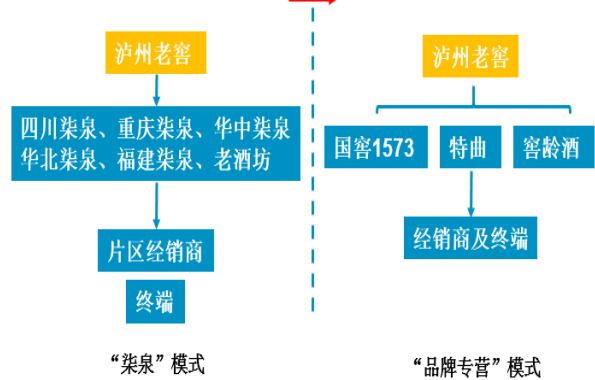 泸州老窖
四川柒泉、重庆柒泉、华中柒泉
华北柒泉、福建柒泉、老酒坊
片区经销商
终端
“柒泉”模式
泸州老窖
国窖1573
特曲
窖龄酒
经销商及终端
“品牌专营”模式